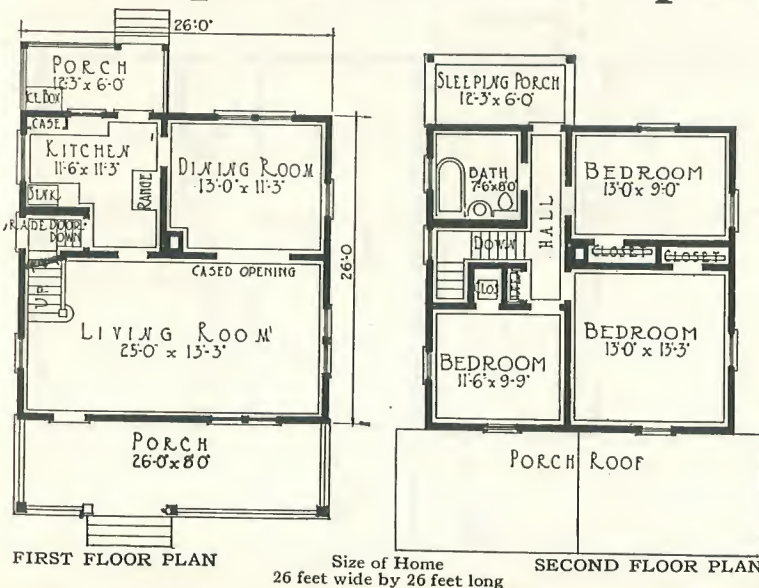 26'-0"
PORCH
12'-3" x 6'-0"
ICE BOX
CASE
KITCHEN
11'-6" x 11'-3"
SINK
RANGE
DINING ROOM
13'-0" x 11'-3"
GRADE DOOR
DOWN
UP
CASED OPENING
26'-0
LIVING ROOM
25'-0" x 13'-3"
PORCH
26'-0" x 8'0"
FIRST FLOOR PLAN
SLEEPING PORCH
12'-3" x 6'-0"
BATH
7'-6" x 8'0"
HALL
BEDROOM
13'-0" x 9'-0"
DOWN
CLOSET
CLOSET
CLO
BEDROOM
11'-6" x 9'-9"
BEDROOM
13'-0" x 13'-3"
PORCH ROOF
SECOND FLOOR PLAN
Size of Home
26 feet wide by 26 feet long